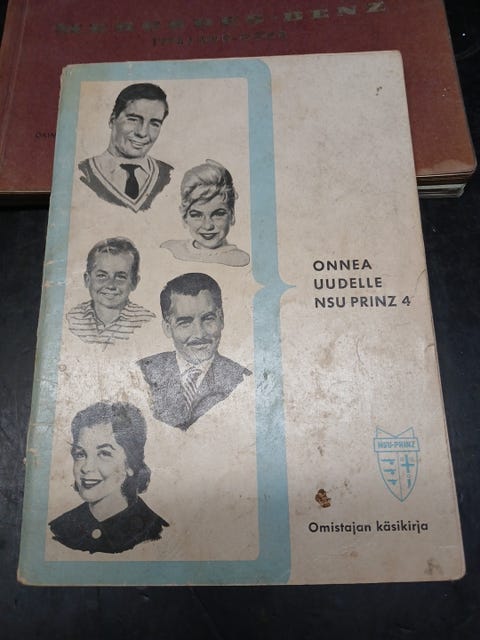 MERCEDES-BENZ
ONNEA
UUDELLE
NSU PRINZ 4
NSU-PRINZ
Omistajan käsikirja